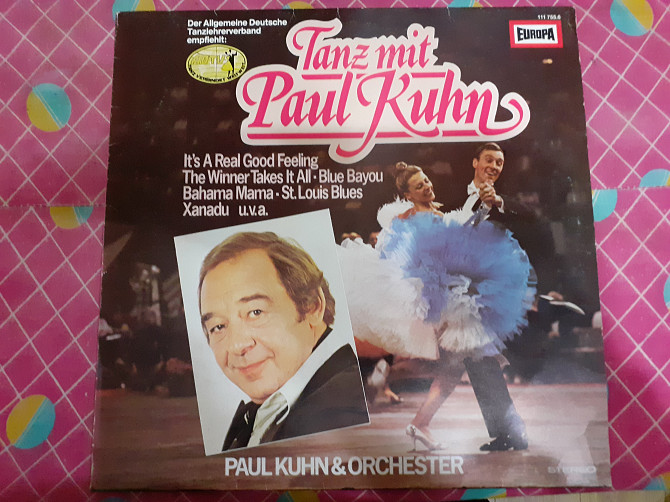 Der Allgemeine Deutsche
Tanzlehrerverband
empfiehlt:
111 755.6
EUROPA
Tanz mit
Paul Kuhn
It's A Real Good Feeling
The Winner Takes It All · Blue Bayou
Bahama Mama · St. Louis Blues
Xanadu u.v.a.
PAUL KUHN & ORCHESTER
STEREO